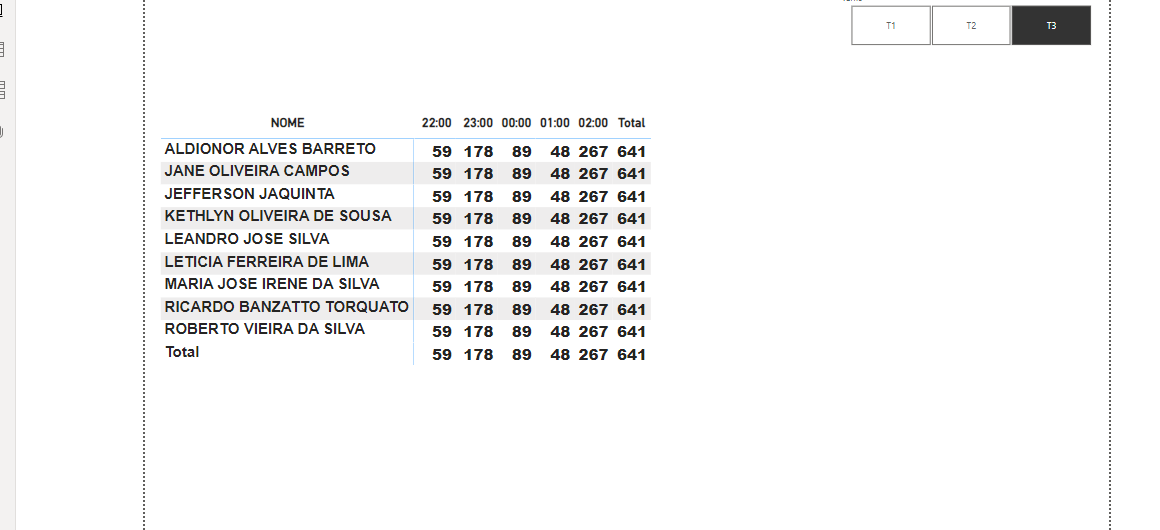 T1 T2 T3
NOME 22:00 23:00 00:00 01:00 02:00 Total
ALDIONOR ALVES BARRETO 59 178 89 48 267 641
JANE OLIVEIRA CAMPOS 59 178 89 48 267 641
JEFFERSON JAQUINTA 59 178 89 48 267 641
KETHLYN OLIVEIRA DE SOUSA 59 178 89 48 267 641
LEANDRO JOSE SILVA 59 178 89 48 267 641
LETICIA FERREIRA DE LIMA 59 178 89 48 267 641
MARIA JOSE IRENE DA SILVA 59 178 89 48 267 641
RICARDO BANZATTO TORQUATO 59 178 89 48 267 641
ROBERTO VIEIRA DA SILVA 59 178 89 48 267 641
Total 59 178 89 48 267 641